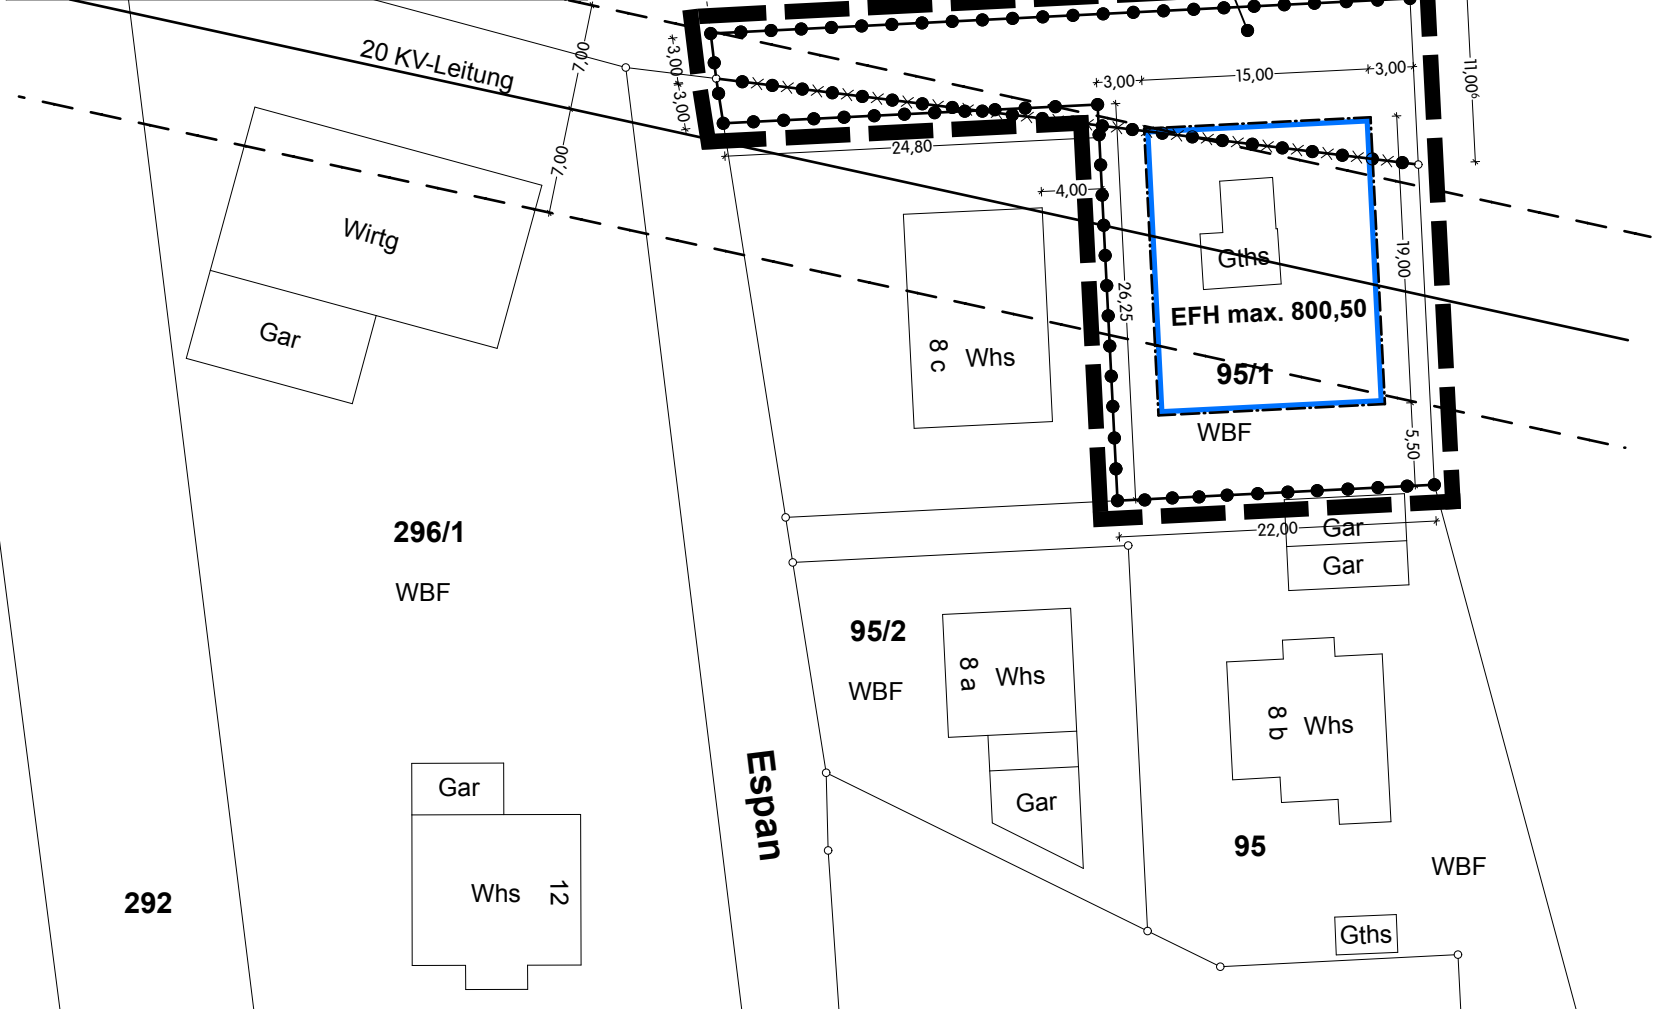 20 KV-Leitung
7,00
7,00
3,00
3,00
3,00
15,00
3,00
11,06
24,80
4,00
26,25
19,00
5,50
22,00
Wirtg
Gar
Gths
EFH max. 800,50
95/1
WBF
8 c
Whs
296/1
WBF
Gar
Gar
95/2
WBF
8 a
Whs
Gar
8 b
Whs
95
WBF
Gths
Espan
Gar
Whs
12
292